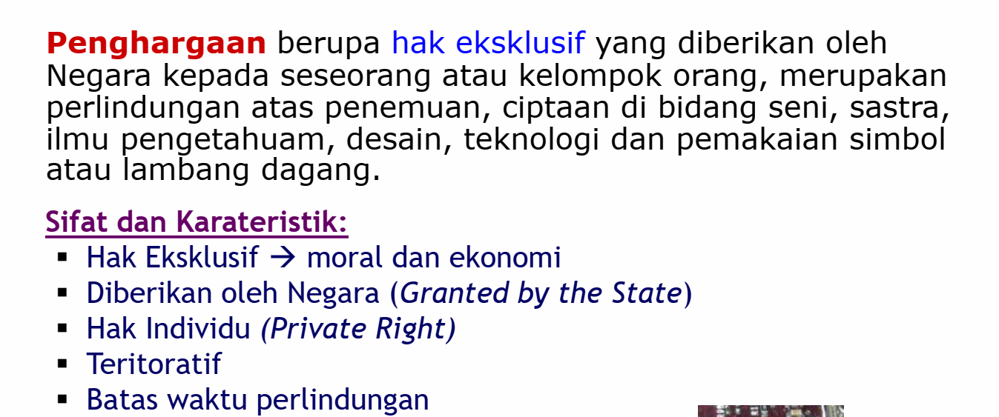 Penghargaan berupa hak eksklusif yang diberikan oleh
Negara kepada seseorang atau kelompok orang, merupakan
perlindungan atas penemuan, ciptaan di bidang seni, sastra,
ilmu pengetahuam, desain, teknologi dan pemakaian simbol
atau lambang dagang.
Sifat dan Karateristik:
▪ Hak Eksklusif → moral dan ekonomi
▪ Diberikan oleh Negara (Granted by the State)
▪ Hak Individu (Private Right)
▪ Teritoratif
▪ Batas waktu perlindungan